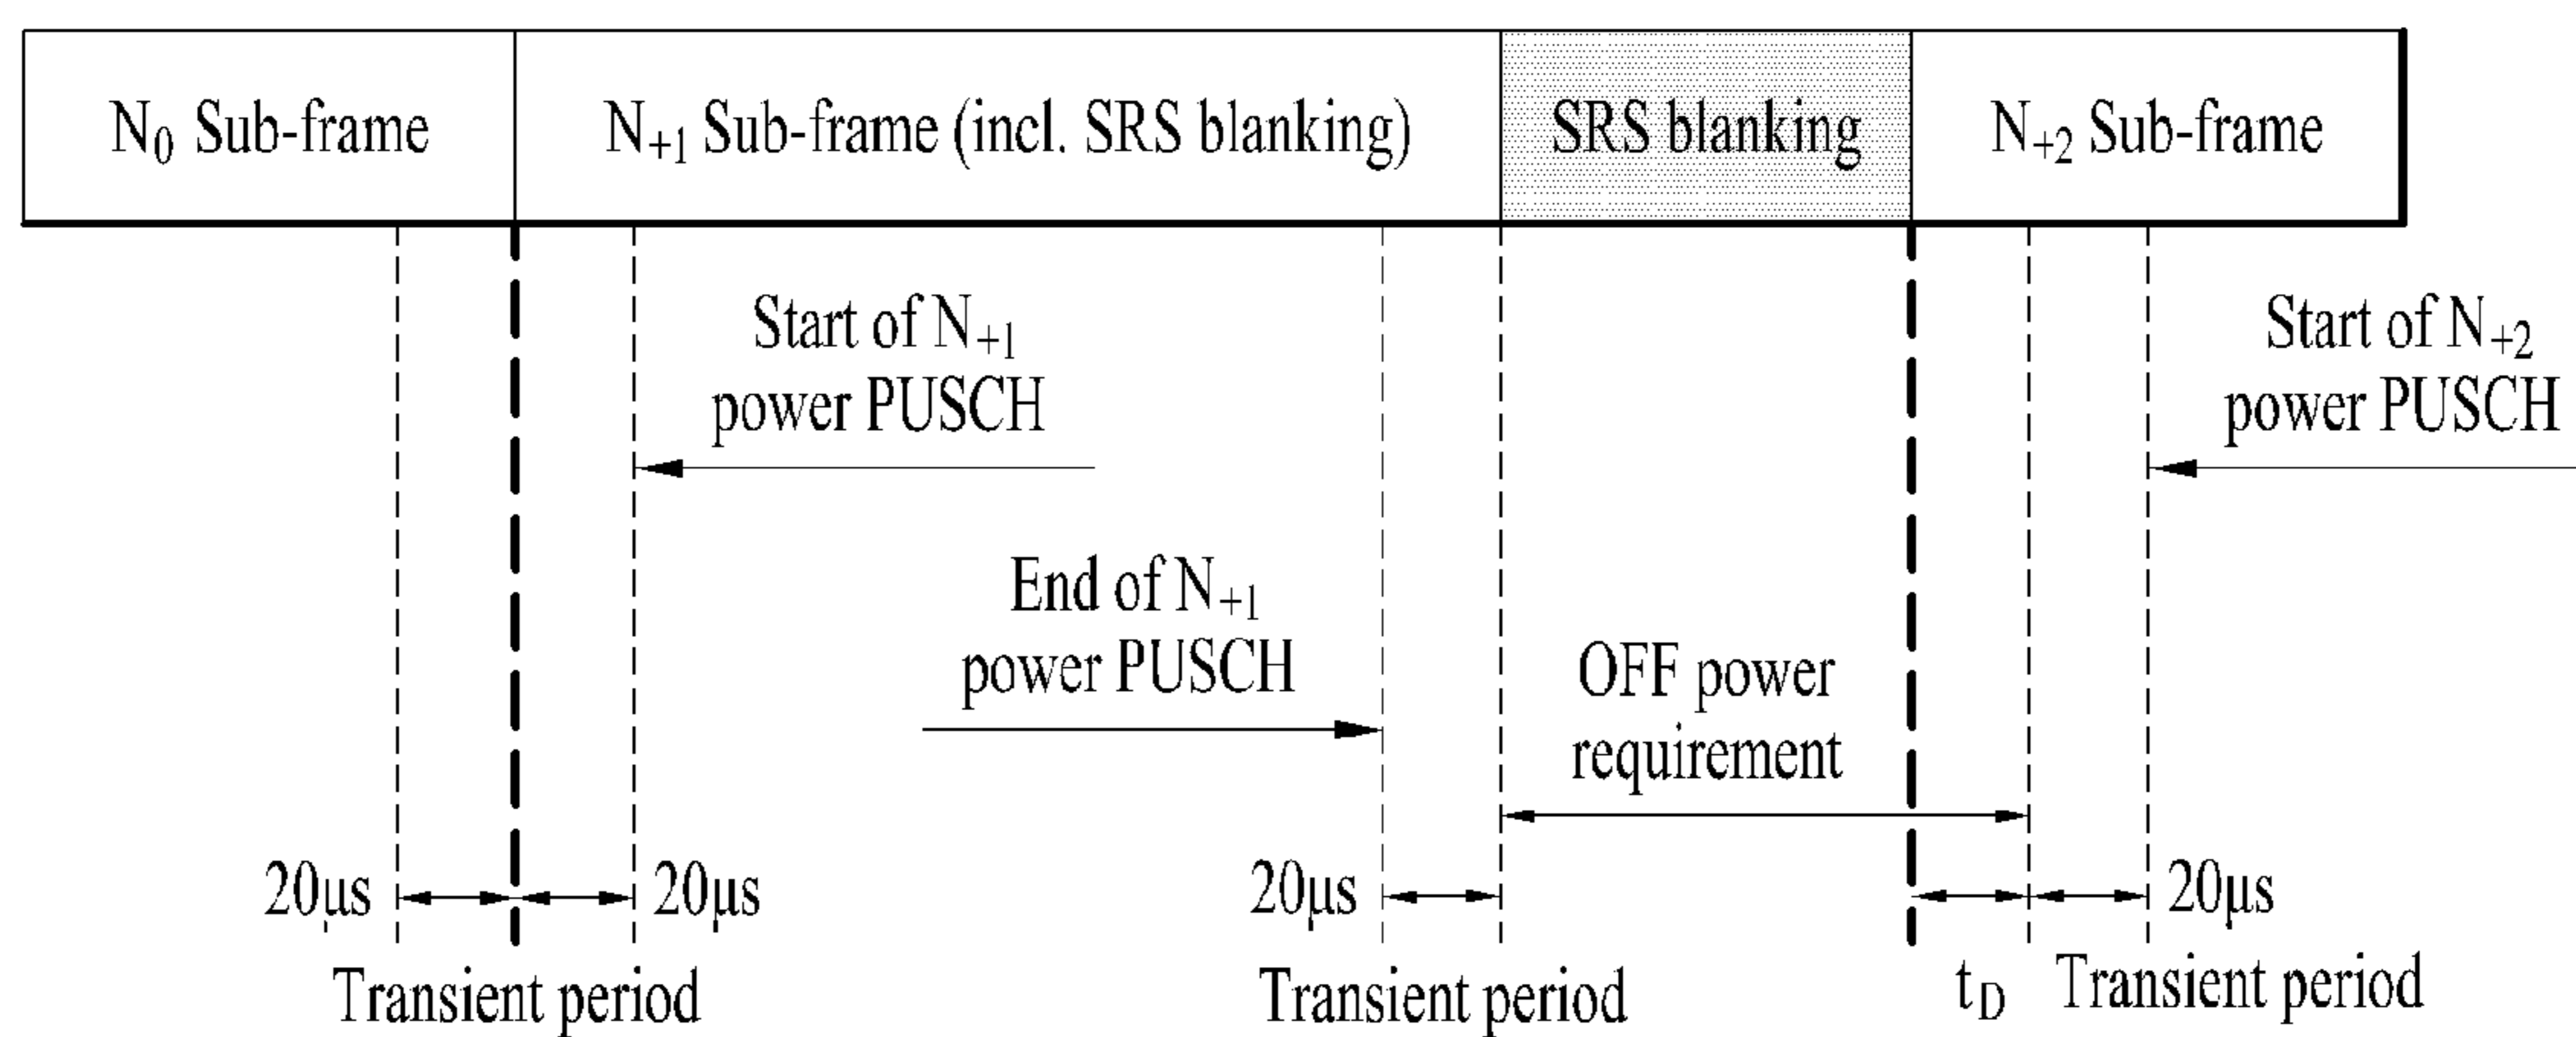 N₀ Sub-frame
N₊₁ Sub-frame (incl. SRS blanking)
SRS blanking
N₊₂ Sub-frame
Start of N₊₁
power PUSCH
Start of N₊₂
power PUSCH
End of N₊₁
power PUSCH
OFF power
requirement
20μs
20μs
20μs
20μs
Transient period
Transient period
t_D
Transient period